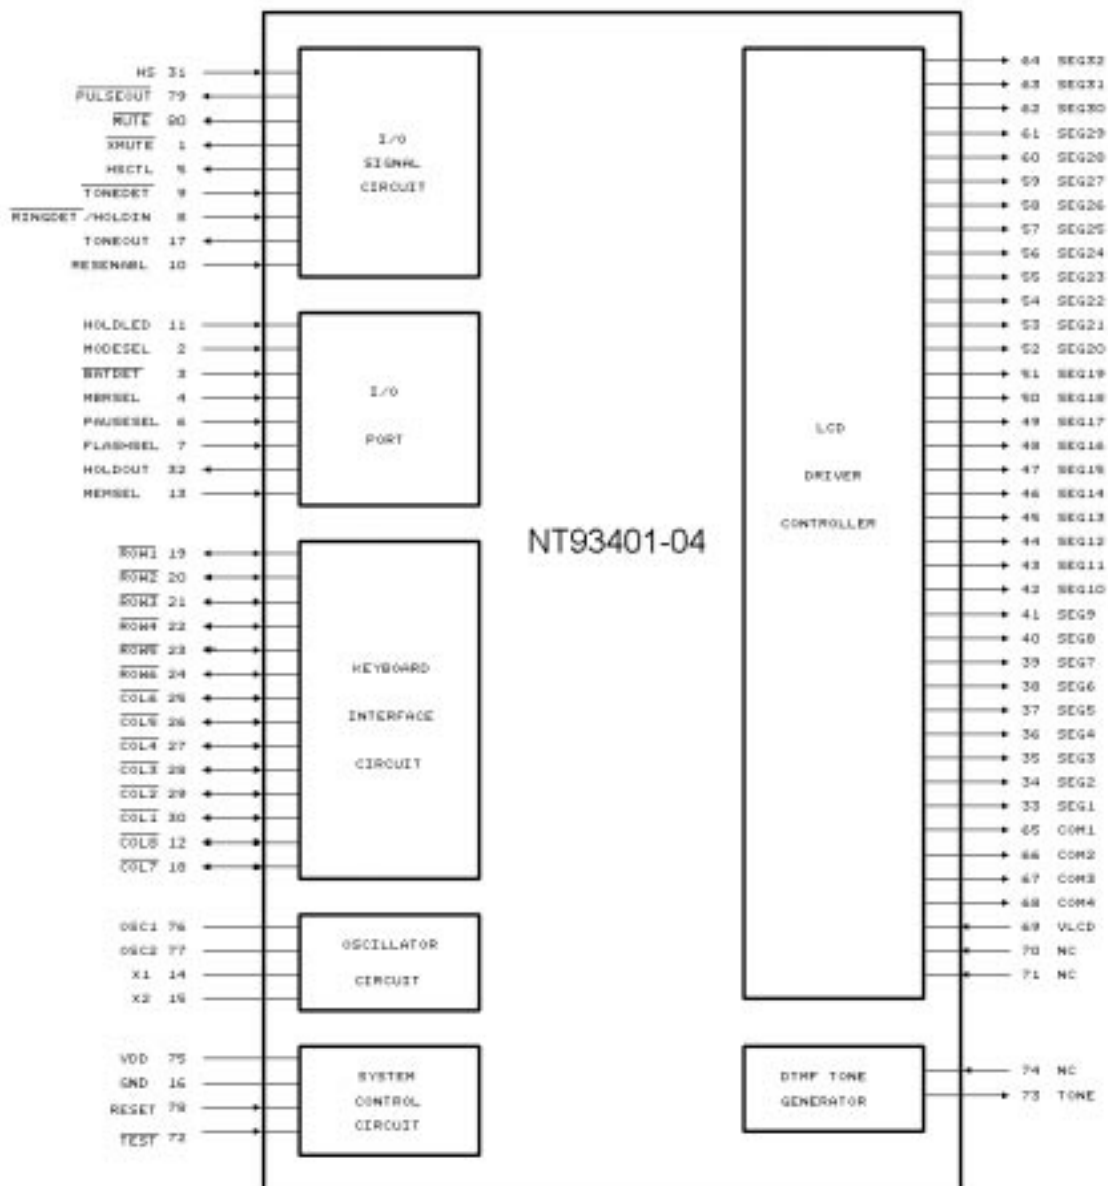 HS 31
PULSEOUT 79
MUTE 80
XMUTE 1
HSCTL 5
TONEDET 9
RINGDET /HOLDIN 8
TONEOUT 17
RESENABL 10
I/O
SIGNAL
CIRCUIT
HOLDLED 11
MODESEL 2
BATDET 3
MBRSEL 4
PAUSESEL 6
FLASHSEL 7
HOLDOUT 32
MEMSEL 13
I/O
PORT
ROW1 19
ROW2 20
ROW3 21
ROW4 22
ROW5 23
ROW6 24
COL6 25
COL5 26
COL4 27
COL3 28
COL2 29
COL1 30
COL8 12
COL7 18
KEYBOARD
INTERFACE
CIRCUIT
OSC1 76
OSC2 77
X1 14
X2 15
OSCILLATOR
CIRCUIT
VDD 75
GND 16
RESET 78
TEST 72
SYSTEM
CONTROL
CIRCUIT
NT93401-04
LCD
DRIVER
CONTROLLER
64 SEG32
63 SEG31
62 SEG30
61 SEG29
60 SEG28
59 SEG27
58 SEG26
57 SEG25
56 SEG24
55 SEG23
54 SEG22
53 SEG21
52 SEG20
51 SEG19
50 SEG18
49 SEG17
48 SEG16
47 SEG15
46 SEG14
45 SEG13
44 SEG12
43 SEG11
42 SEG10
41 SEG9
40 SEG8
39 SEG7
38 SEG6
37 SEG5
36 SEG4
35 SEG3
34 SEG2
33 SEG1
65 COM1
66 COM2
67 COM3
68 COM4
69 VLCD
70 NC
71 NC
DTMF TONE
GENERATOR
74 NC
73 TONE